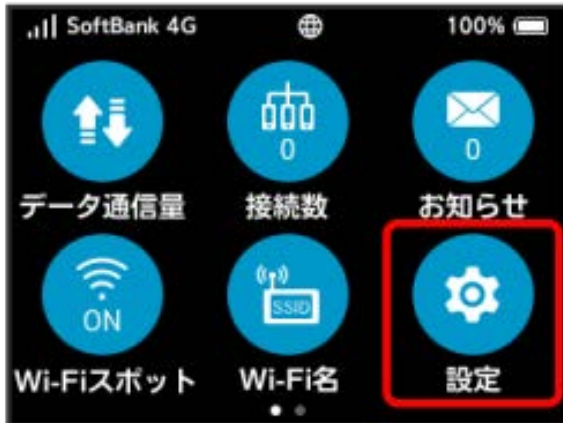 SoftBank 4G 100%
0 0
データ通信量 接続数 お知らせ
ON SSID
Wi-Fiスポット Wi-Fi名 設定